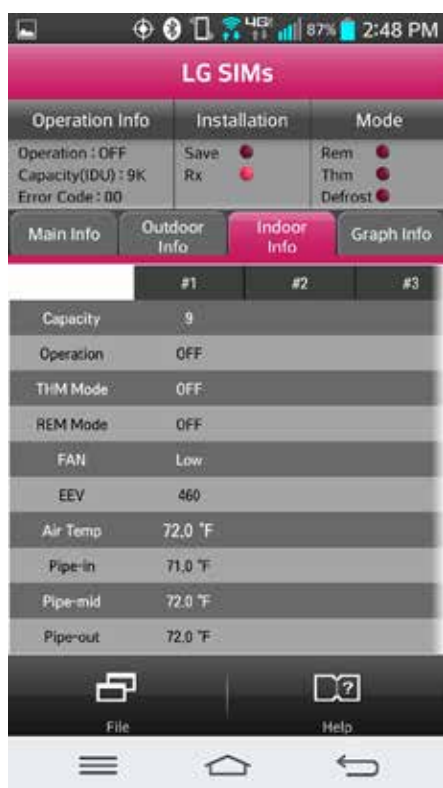 4G 87% 2:48 PM
LG SIMs
Operation Info Installation Mode
Operation : OFF Save Rem
Capacity(IDU) : 9K Rx Thm
Error Code : 00 Defrost
Main Info Outdoor Info Indoor Info Graph Info
#1 #2 #3
Capacity 9
Operation OFF
THM Mode OFF
REM Mode OFF
FAN Low
EEV 460
Air Temp 72.0 °F
Pipe-in 71.0 °F
Pipe-mid 72.0 °F
Pipe-out 72.0 °F
File Help